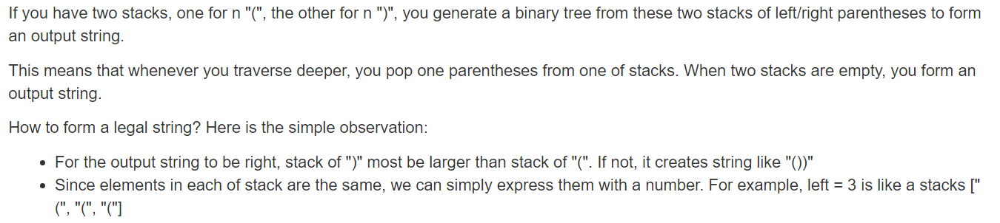 If you have two stacks, one for n "(", the other for n ")", you generate a binary tree from these two stacks of left/right parentheses to form
an output string.
This means that whenever you traverse deeper, you pop one parentheses from one of stacks. When two stacks are empty, you form an
output string.
How to form a legal string? Here is the simple observation:
• For the output string to be right, stack of ")" most be larger than stack of "(". If not, it creates string like "())"
• Since elements in each of stack are the same, we can simply express them with a number. For example, left = 3 is like a stacks ["
(", "(", "("]